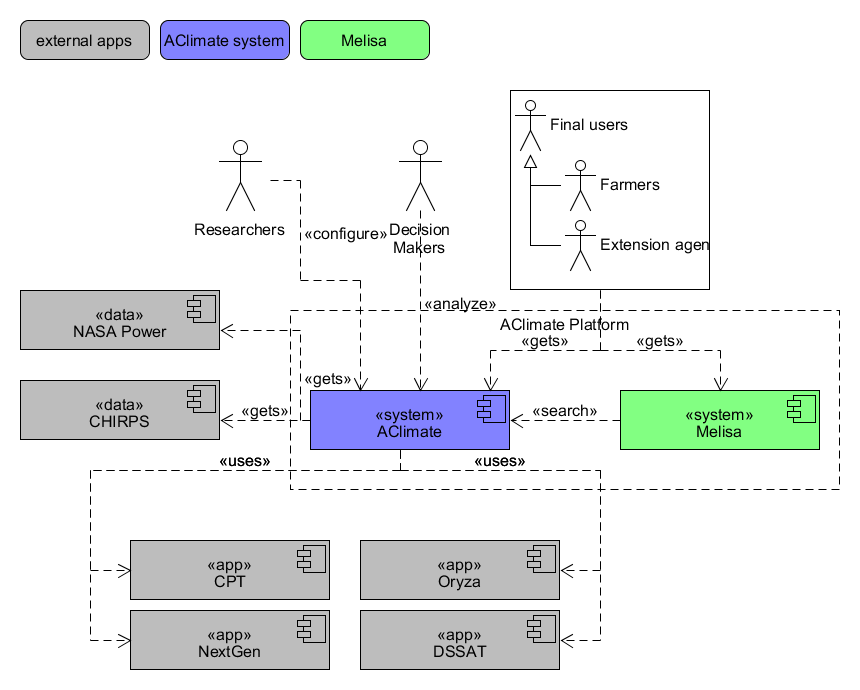 external apps
AClimate system
Melisa
Final users
Farmers
Extension agen
Researchers
Decision
Makers
«configure»
«analyze»
«data»
NASA Power
AClimate Platform
«gets»
«gets»
«gets»
«data»
CHIRPS
«gets»
«system»
AClimate
«search»
«system»
Melisa
«uses»
«uses»
«app»
CPT
«app»
Oryza
«app»
NextGen
«app»
DSSAT